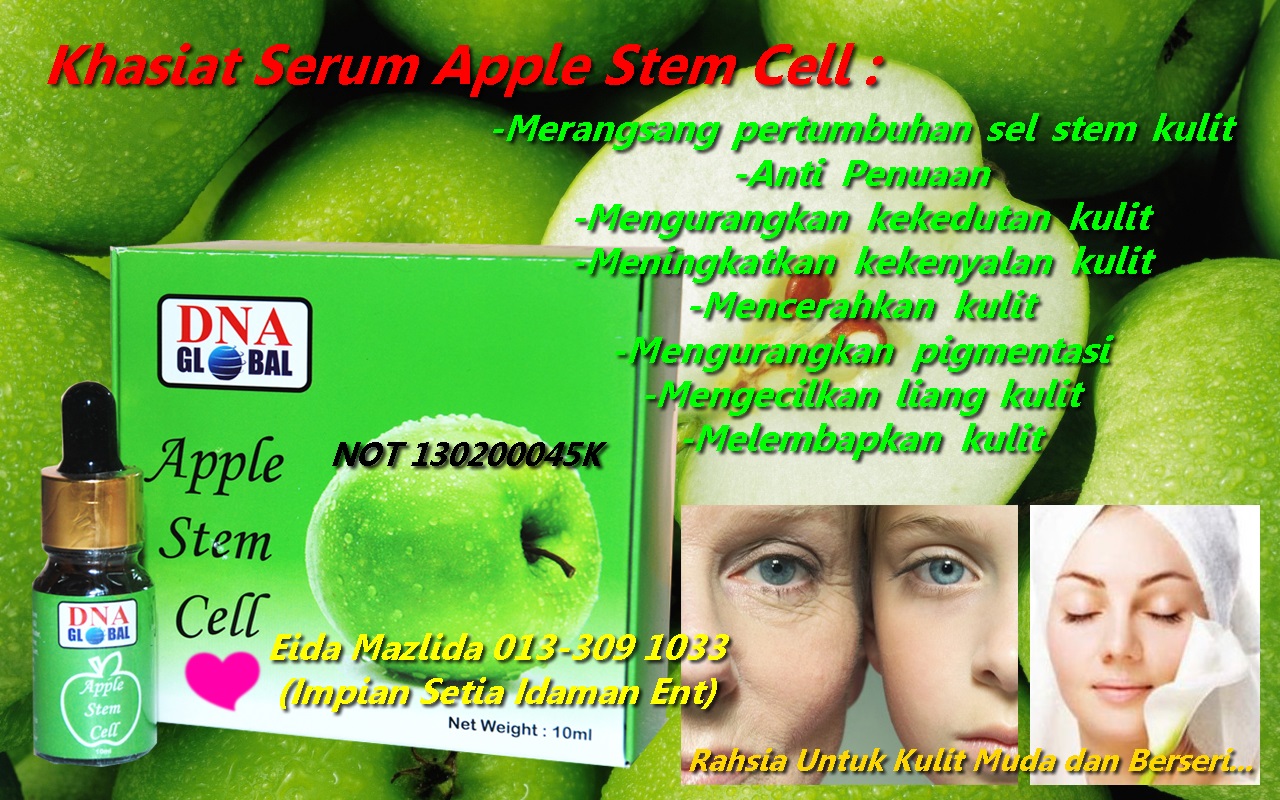 Khasiat Serum Apple Stem Cell :
-Merangsang pertumbuhan sel stem kulit
-Anti Penuaan
-Mengurangkan kekedutan kulit
-Meningkatkan kekenyalan kulit
-Mencerahkan kulit
-Mengurangkan pigmentasi
-Mengecilkan liang kulit
-Melembapkan kulit
DNA
GLOBAL
Apple
Stem
Cell
NOT 130200045K
DNA
GLOBAL
Apple
Stem
Cell
10ml
Eida Mazlida 013-309 1033
(Impian Setia Idaman Ent)
Net Weight : 10ml
Rahsia Untuk Kulit Muda dan Berseri...